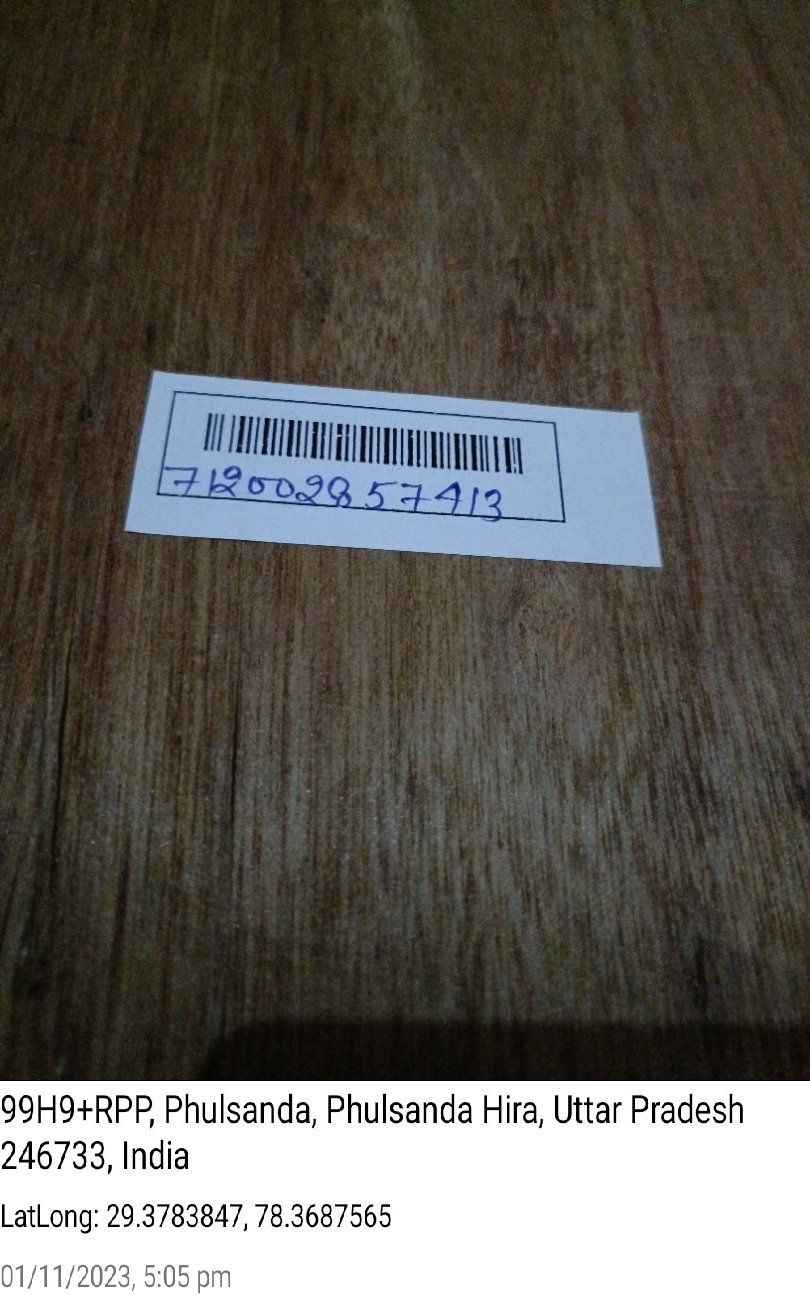 712002857413
99H9+RPP, Phulsanda, Phulsanda Hira, Uttar Pradesh
246733, India
LatLong: 29.3783847, 78.3687565
01/11/2023, 5:05 pm